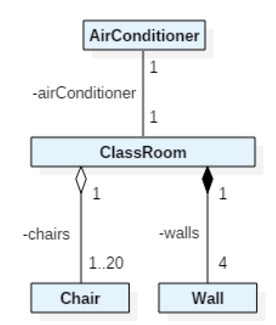 AirConditioner
1
-airConditioner
1
ClassRoom
1 1
-chairs -walls
1..20 4
Chair Wall